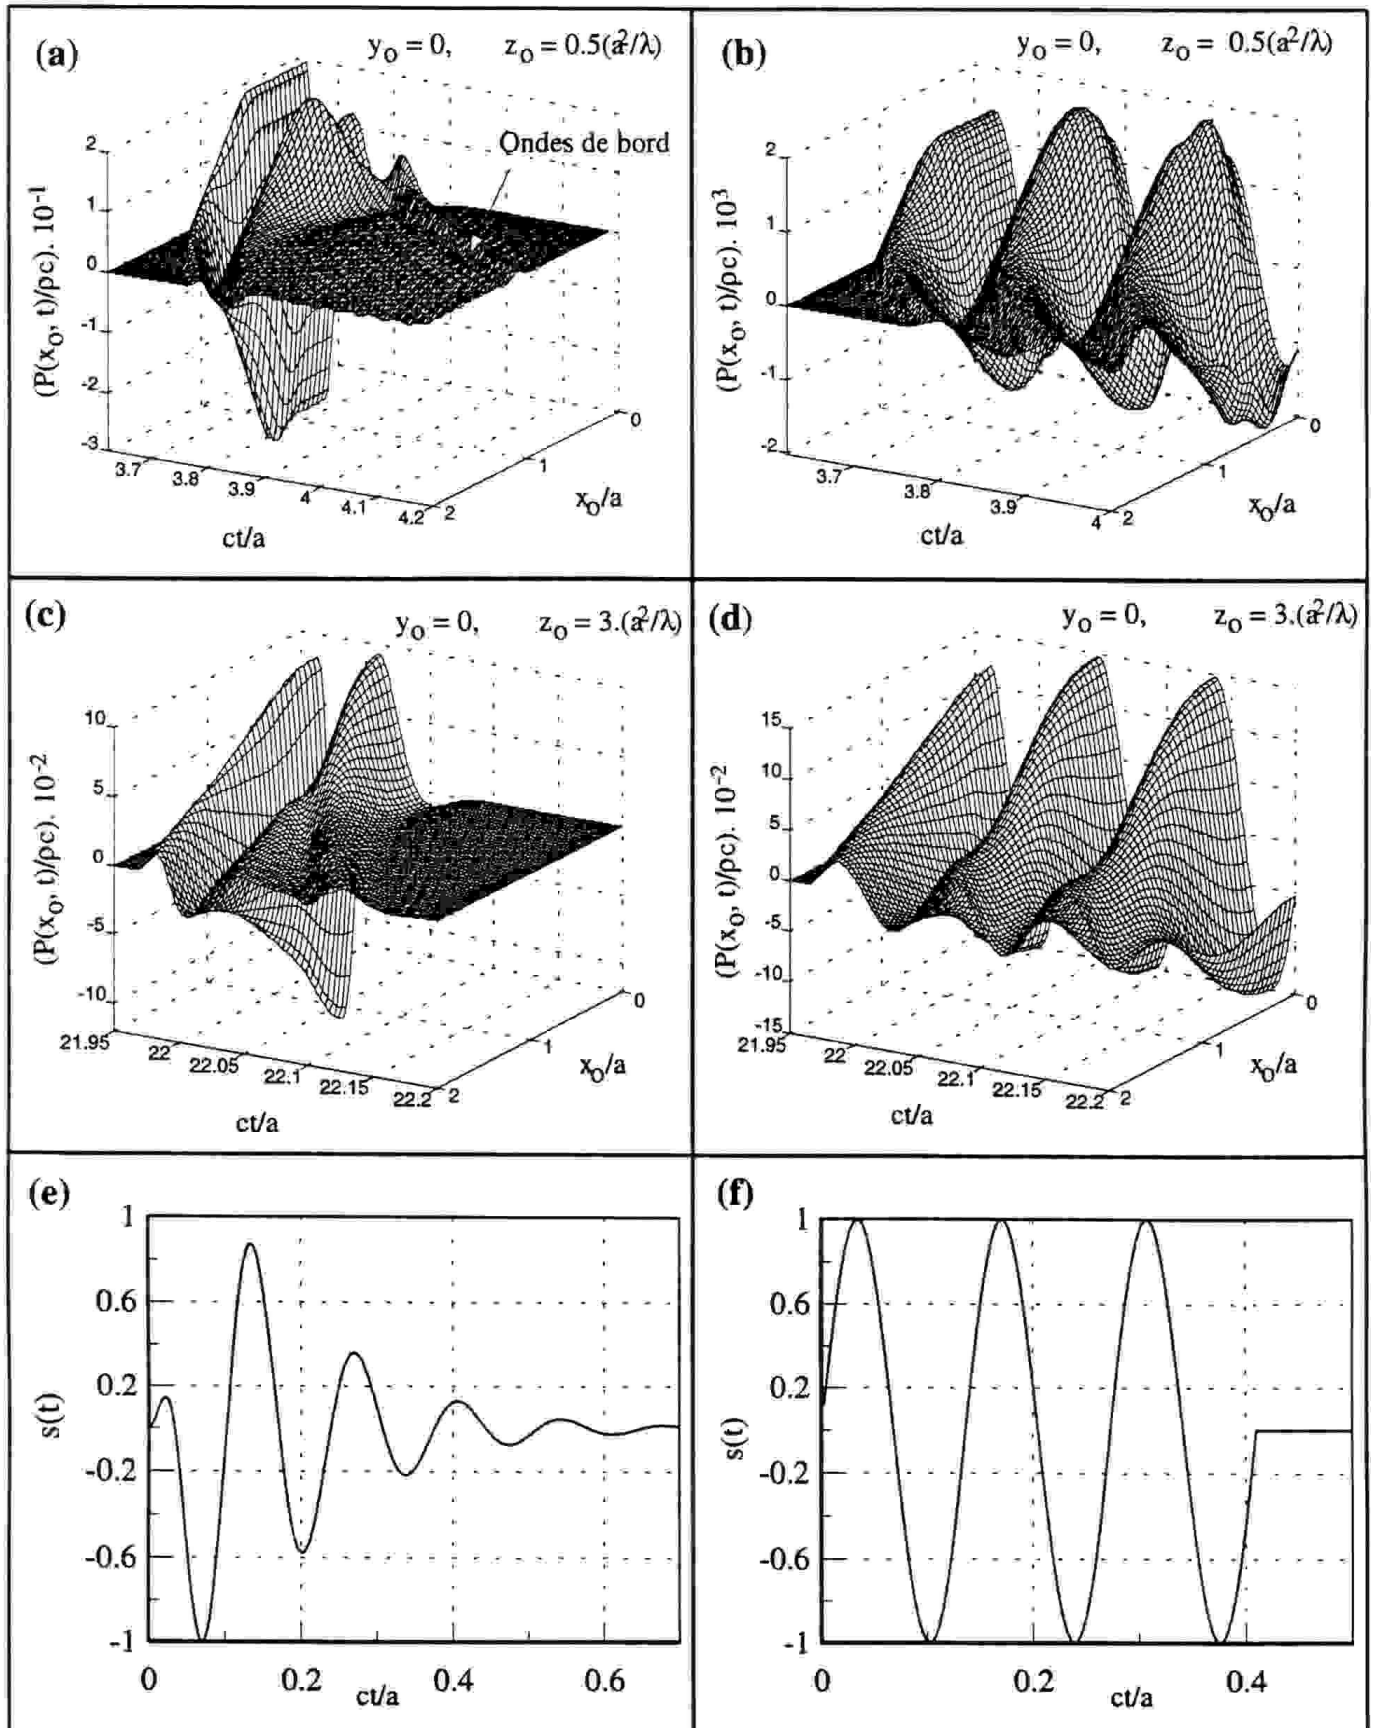 (a)
y₀ = 0, z₀ = 0.5(a²/λ)
Ondes de bord
(P(x₀, t)/ρc). 10⁻¹
2
1
0
-1
-2
-3
3.7
3.8
3.9
4
4.1
4.2
2
1
0
ct/a
x₀/a
(b)
y₀ = 0, z₀ = 0.5(a²/λ)
(P(x₀, t)/ρc). 10³
2
1
0
-1
-2
3.7
3.8
3.9
4
2
1
0
ct/a
x₀/a
(c)
y₀ = 0, z₀ = 3.(a²/λ)
(P(x₀, t)/ρc). 10⁻²
10
5
0
-5
-10
21.95
22
22.05
22.1
22.15
22.2
2
1
0
ct/a
x₀/a
(d)
y₀ = 0, z₀ = 3.(a²/λ)
(P(x₀, t)/ρc). 10⁻²
15
10
5
0
-5
-10
-15
21.95
22
22.05
22.1
22.15
22.2
2
1
0
ct/a
x₀/a
(e)
s(t)
1
0.6
0.2
-0.2
-0.6
-1
0
0.2
0.4
0.6
ct/a
(f)
s(t)
1
0.6
0.2
-0.2
-0.6
-1
0
0.2
0.4
ct/a